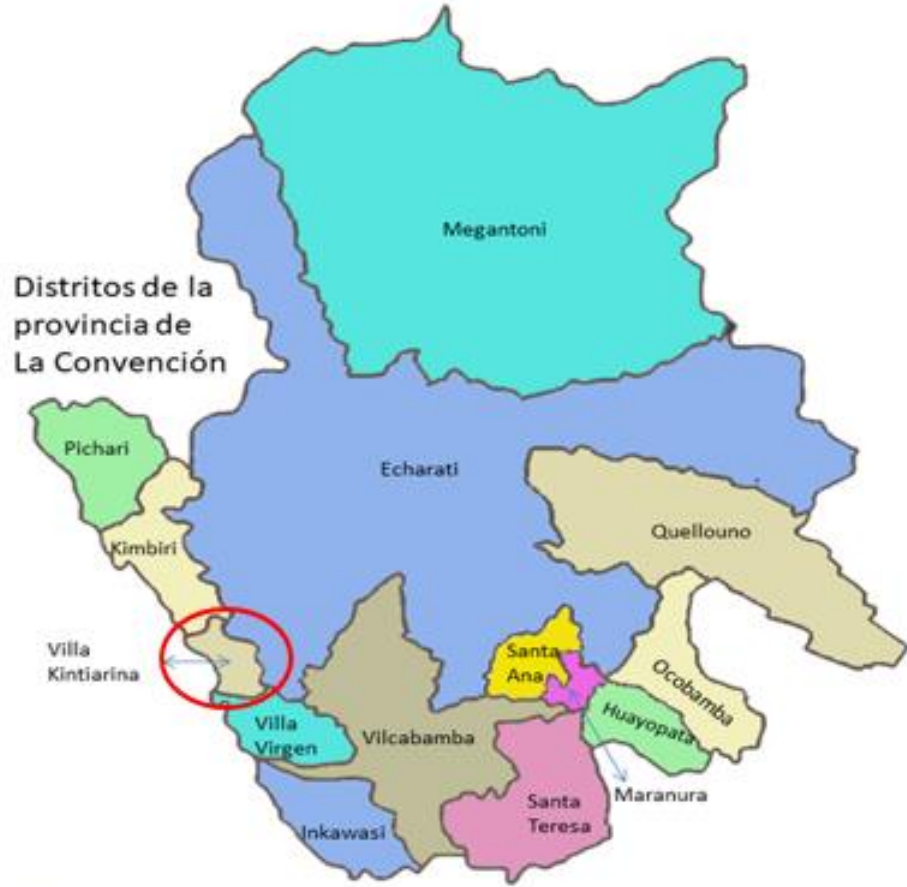 Megantoni
Distritos de la
provincia de
La Convención
Pichari
Echarati
Quellouno
Kimbiri
Villa
Kintiarina
Santa
Ana
Ocobamba
Huayopata
Villa
Virgen
Vilcabamba
Maranura
Santa
Teresa
Inkawasi